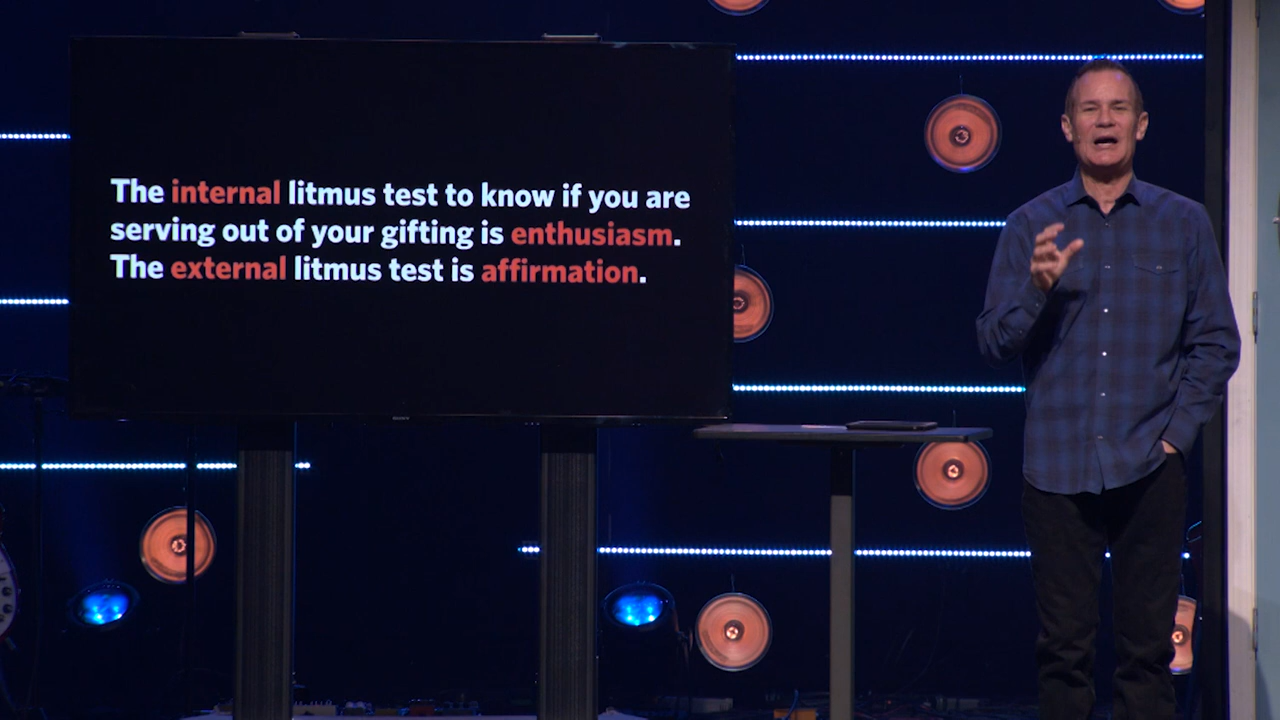 The internal litmus test to know if you are
serving out of your gifting is enthusiasm.
The external litmus test is affirmation.
SONY